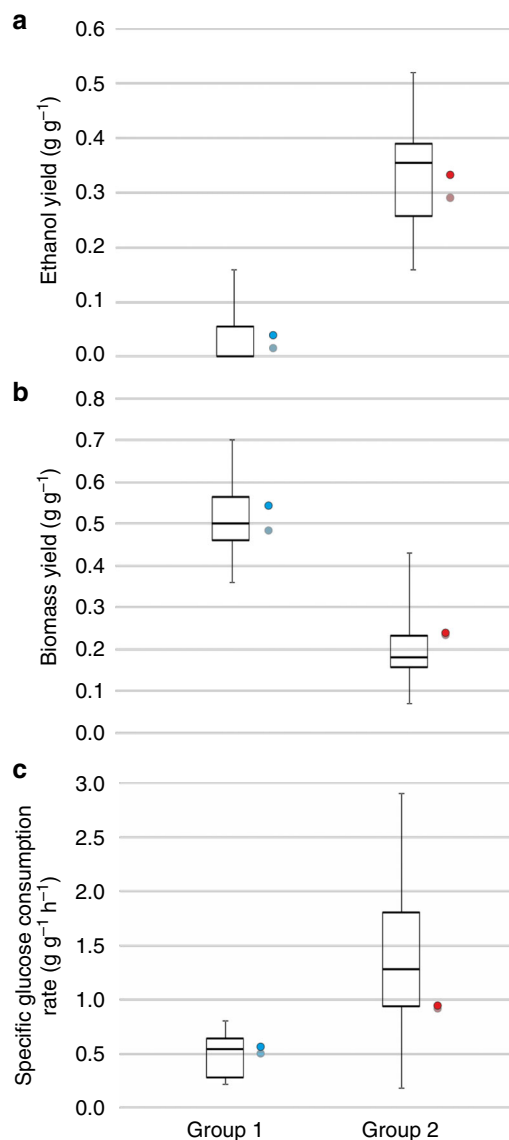 a
Ethanol yield (g g⁻¹)
0.6
0.5
0.4
0.3
0.2
0.1
0.0
b
Biomass yield (g g⁻¹)
0.8
0.7
0.6
0.5
0.4
0.3
0.2
0.1
0.0
c
Specific glucose consumption
rate (g g⁻¹ h⁻¹)
3.0
2.5
2.0
1.5
1.0
0.5
0.0
Group 1 Group 2